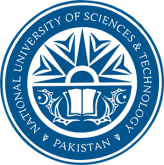 NATIONAL UNIVERSITY OF SCIENCES & TECHNOLOGY
PAKISTAN